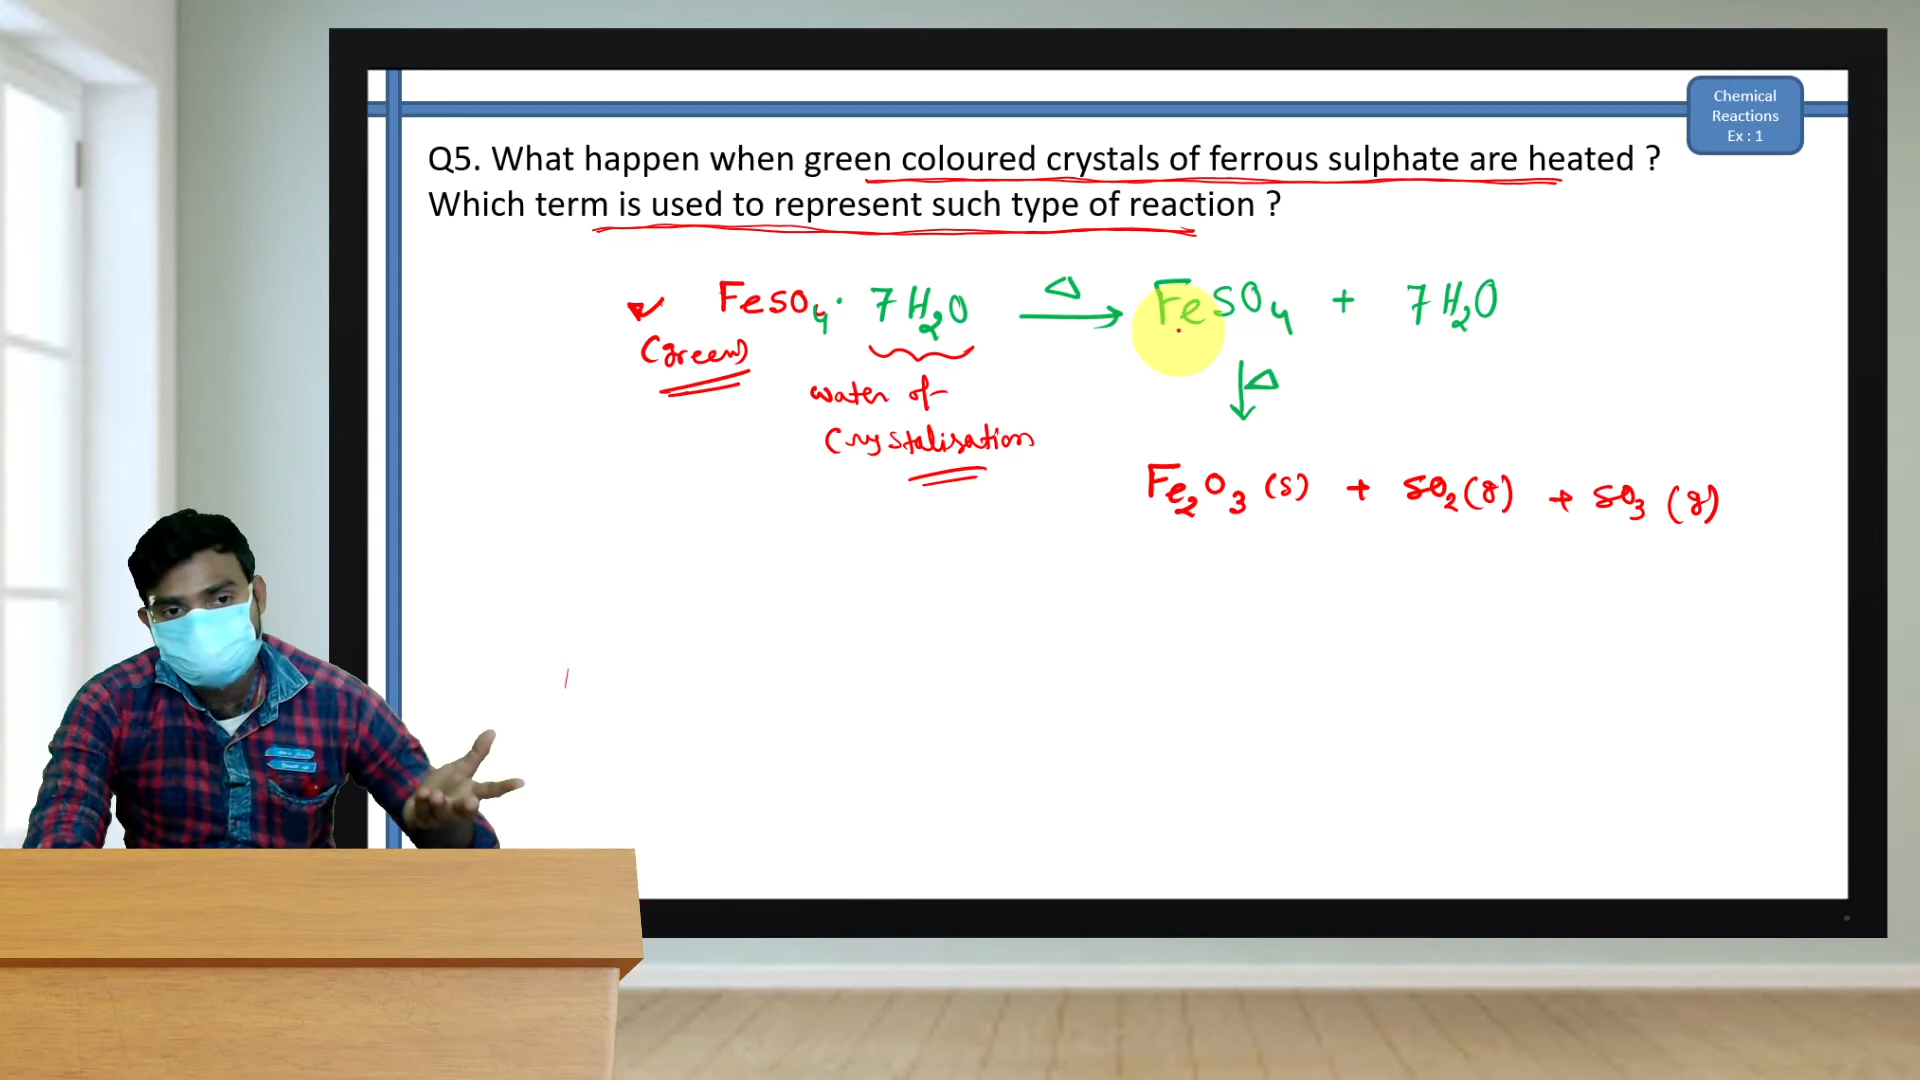 Chemical
Reactions
Ex : 1
Q5. What happen when green coloured crystals of ferrous sulphate are heated ?
Which term is used to represent such type of reaction ?
FeSO₄· 7H₂O —Δ→ FeSO₄ + 7H₂O
(green)
water of
crystalisation
↓Δ
Fe₂O₃ (s) + SO₂ (g) + SO₃ (g)